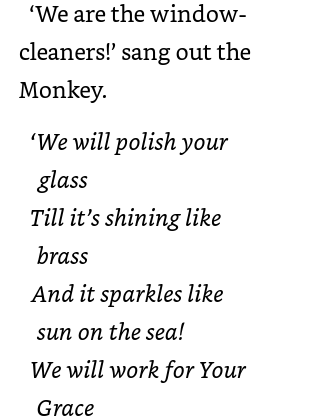 ‘We are the window-
cleaners!’ sang out the
Monkey.
‘We will polish your
glass
Till it’s shining like
brass
And it sparkles like
sun on the sea!
We will work for Your
Grace